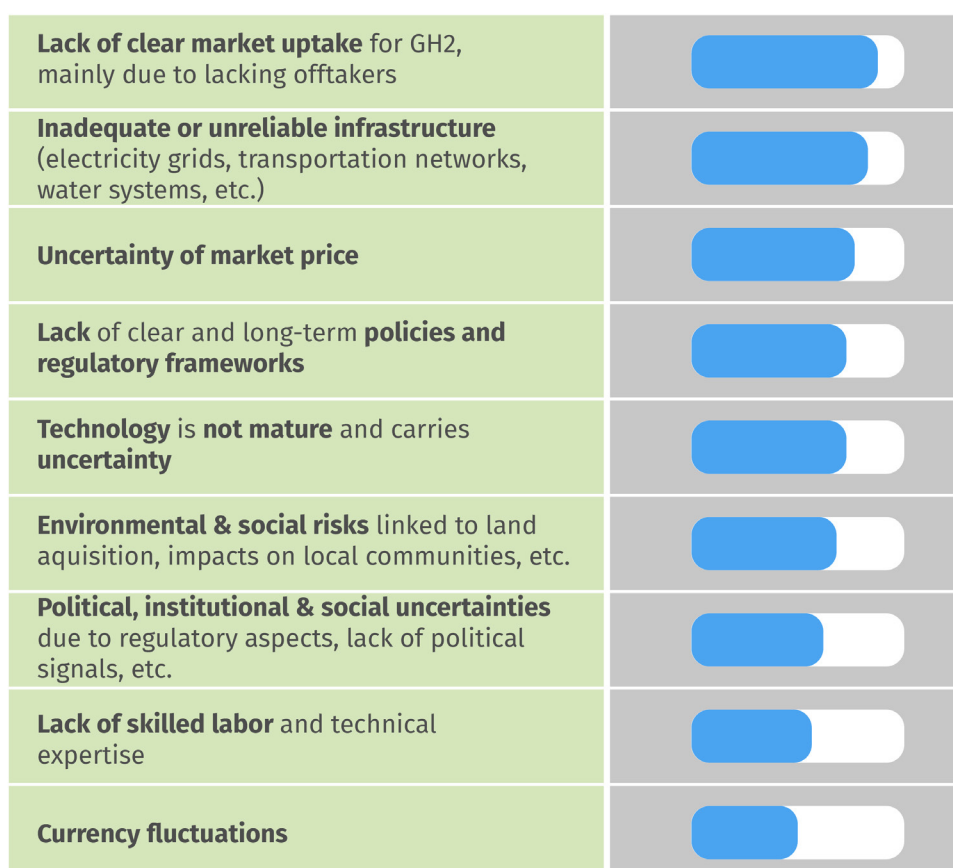 Lack of clear market uptake for GH2,
mainly due to lacking offtakers
Inadequate or unreliable infrastructure
(electricity grids, transportation networks,
water systems, etc.)
Uncertainty of market price
Lack of clear and long-term policies and
regulatory frameworks
Technology is not mature and carries
uncertainty
Environmental & social risks linked to land
aquisition, impacts on local communities, etc.
Political, institutional & social uncertainties
due to regulatory aspects, lack of political
signals, etc.
Lack of skilled labor and technical
expertise
Currency fluctuations